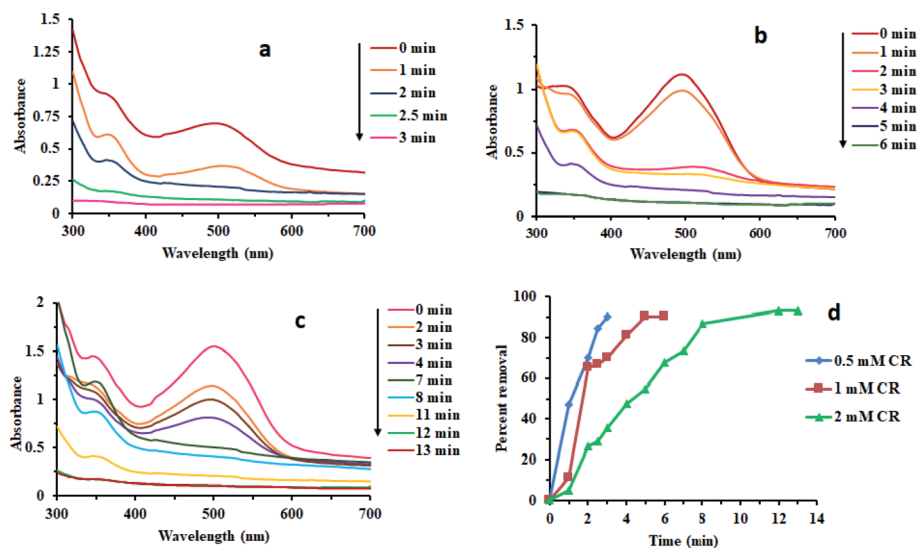 a
1.5
1.25
1
0.75
0.5
0.25
0
Absorbance
300 400 500 600 700
Wavelength (nm)
0 min
1 min
2 min
2.5 min
3 min
b
1.5
1
0.5
0
Absorbance
300 400 500 600 700
Wavelength (nm)
0 min
1 min
2 min
3 min
4 min
5 min
6 min
c
2
1.5
1
0.5
0
Absorbance
300 400 500 600 700
Wavelength (nm)
0 min
2 min
3 min
4 min
7 min
8 min
11 min
12 min
13 min
d
100
90
80
70
60
50
40
30
20
10
0
Percent removal
0 2 4 6 8 10 12 14
Time (min)
0.5 mM CR
1 mM CR
2 mM CR